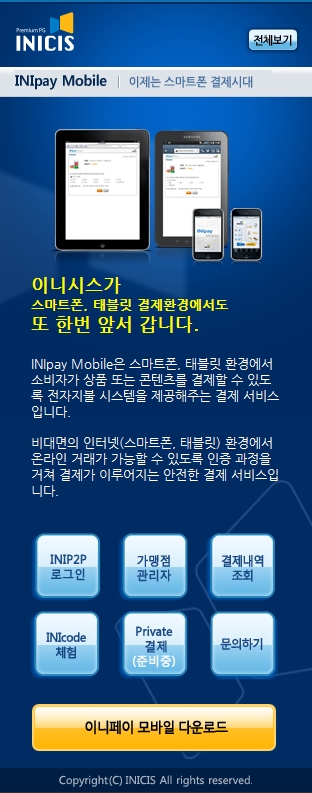 Premium PG
INICIS
전체보기
INIpay Mobile | 이제는 스마트폰 결제시대
이니시스가
스마트폰, 태블릿 결제환경에서도
또 한번 앞서 갑니다.
INIpay Mobile은 스마트폰, 태블릿 환경에서
소비자가 상품 또는 콘텐츠를 결제할 수 있도
록 전자지불 시스템을 제공해주는 결제 서비스
입니다.
비대면의 인터넷(스마트폰, 태블릿) 환경에서
온라인 거래가 가능할 수 있도록 인증 과정을
거쳐 결제가 이루어지는 안전한 결제 서비스입
니다.
INIP2P
로그인
가맹점
관리자
결제내역
조회
INIcode
체험
Private
결제
(준비중)
문의하기
이니페이 모바일 다운로드
Copyright(C) INICIS All rights reserved.